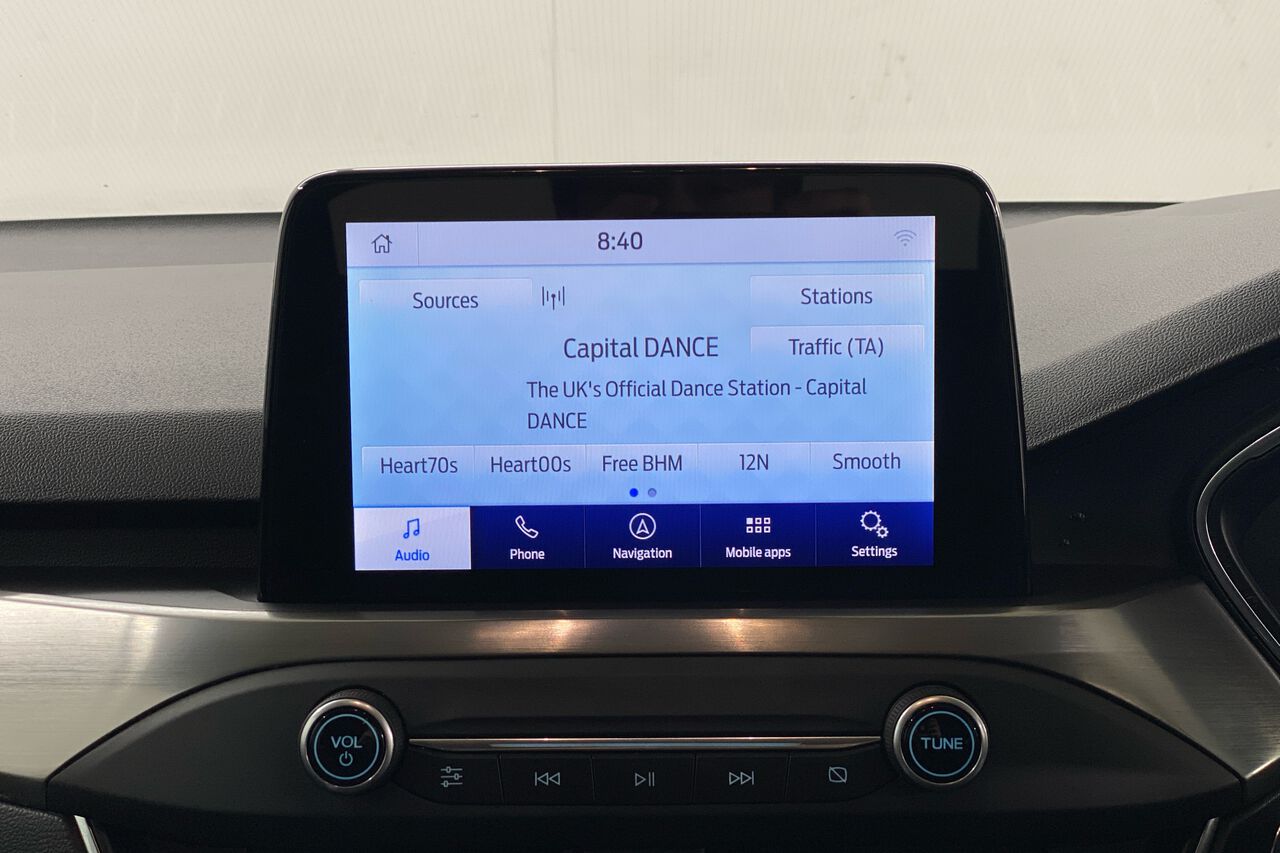 8:40
Sources
Stations
Capital DANCE
Traffic (TA)
The UK's Official Dance Station - Capital
DANCE
Heart70s Heart00s Free BHM 12N Smooth
Audio Phone Navigation Mobile apps Settings
VOL
TUNE